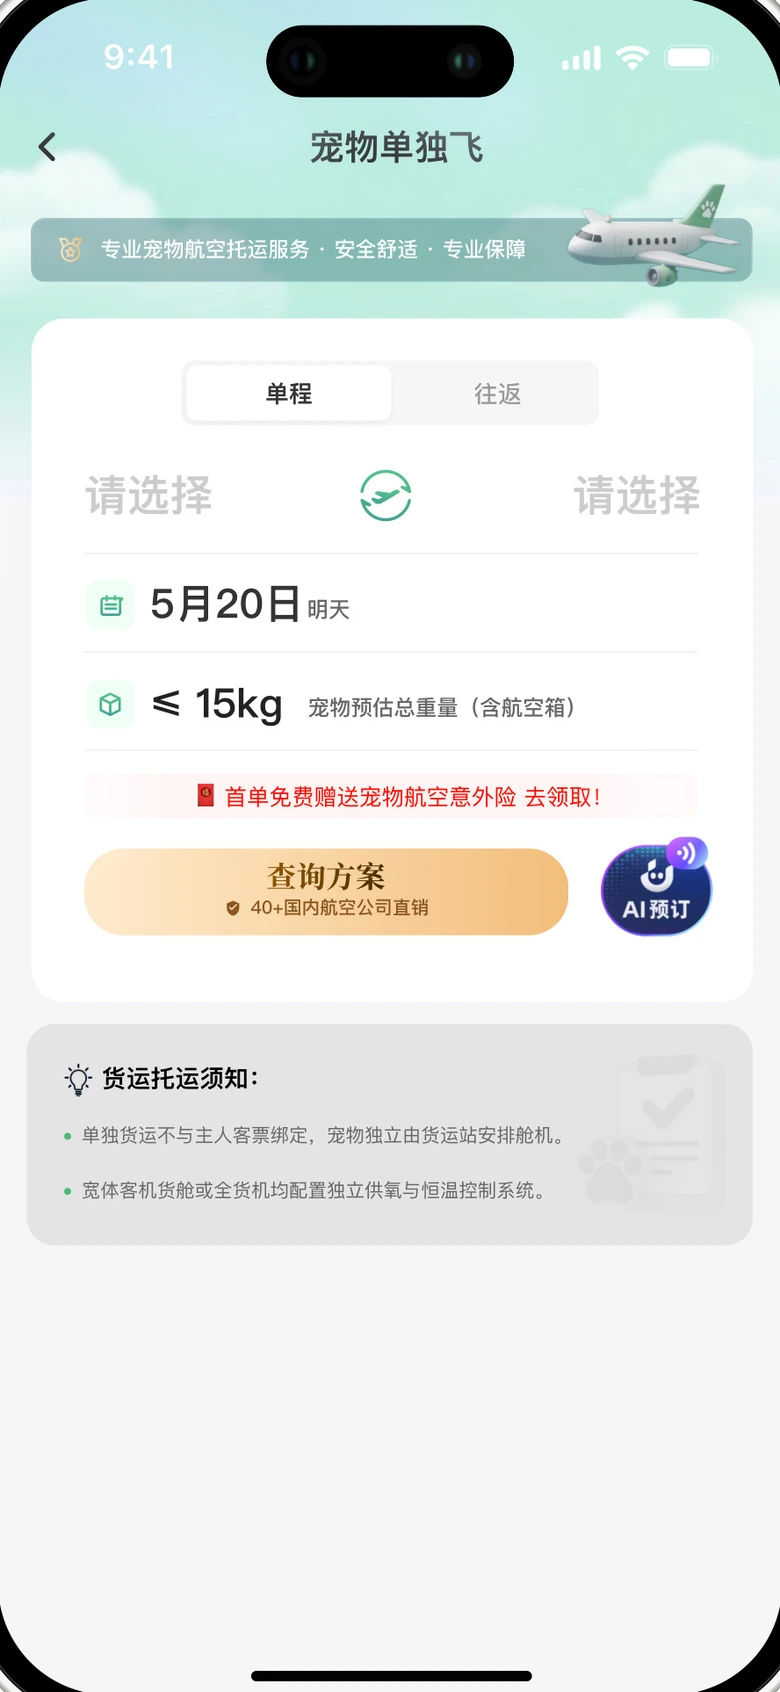 9:41
宠物单独飞
专业宠物航空托运服务 · 安全舒适 · 专业保障
单程 往返
请选择 请选择
5月20日 明天
≤ 15kg 宠物预估总重量（含航空箱）
首单免费赠送宠物航空意外险 去领取！
查询方案
40+国内航空公司直销
AI预订
货运托运须知：
单独货运不与主人客票绑定，宠物独立由货运站安排舱机。
宽体客机货舱或全货机均配置独立供氧与恒温控制系统。